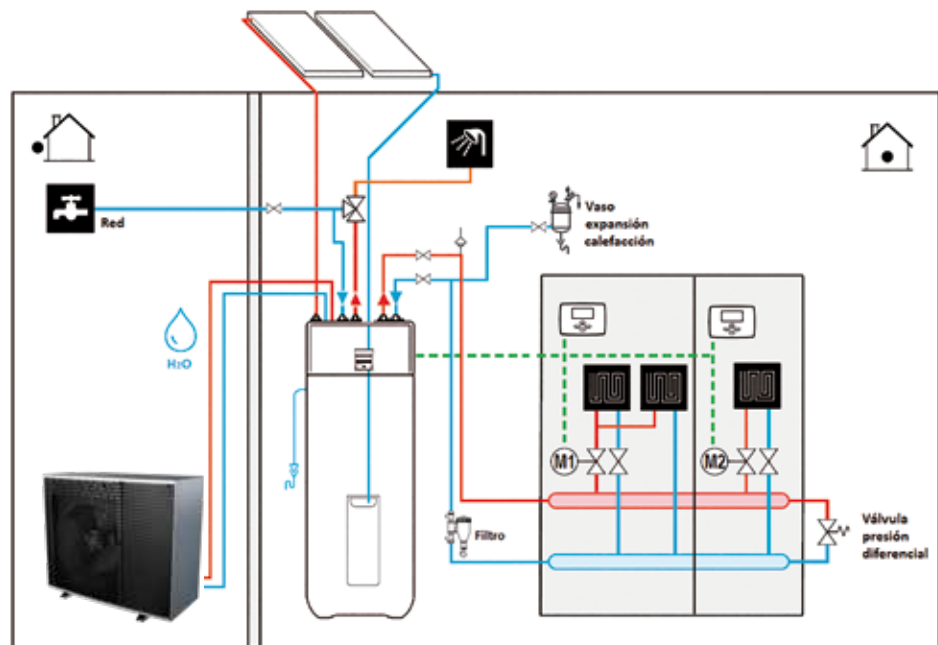 Red
Vaso
expansión
calefacción
H2O
M1
M2
Filtro
Válvula
presión
diferencial